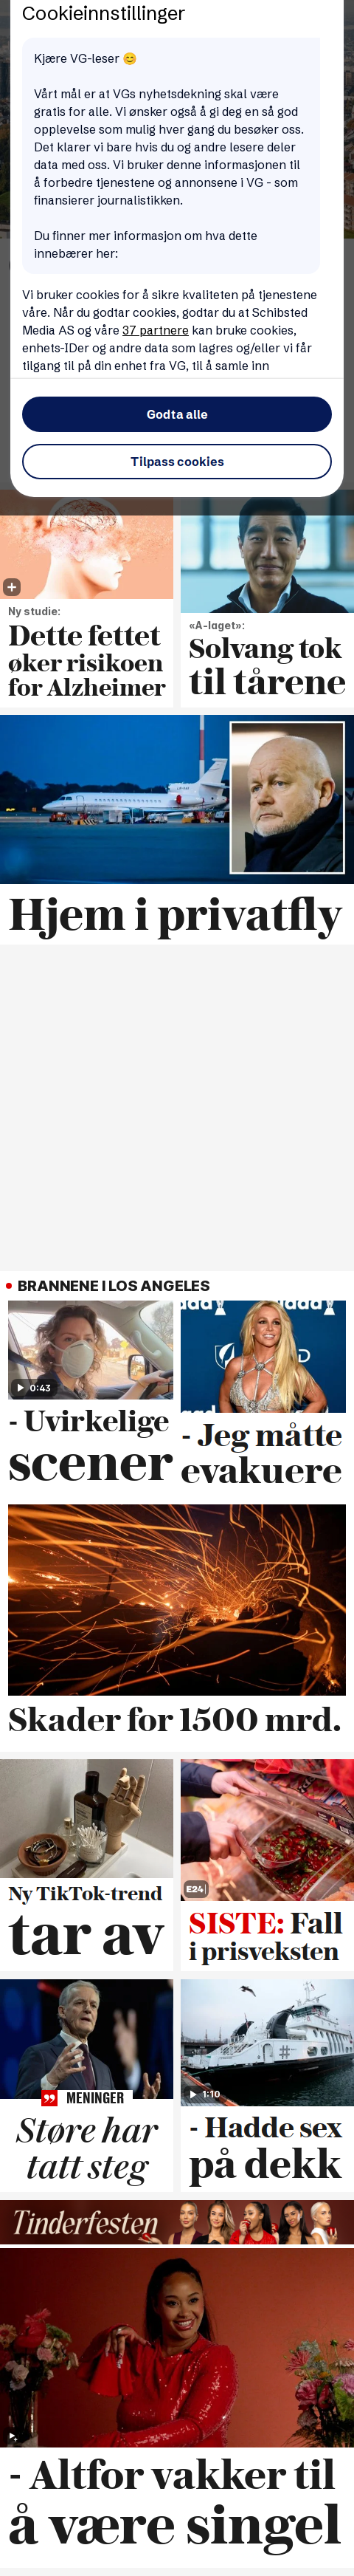 Cookieinnstillinger
Kjære VG-leser 😊
Vårt mål er at VGs nyhetsdekning skal være
gratis for alle. Vi ønsker også å gi deg en så god
opplevelse som mulig hver gang du besøker oss.
Det klarer vi bare hvis du og andre lesere deler
data med oss. Vi bruker denne informasjonen til
å forbedre tjenestene og annonsene i VG - som
finansierer journalistikken.
Du finner mer informasjon om hva dette
innebærer her:
Vi bruker cookies for å sikre kvaliteten på tjenestene
våre. Når du godtar cookies, godtar du at Schibsted
Media AS og våre 37 partnere kan bruke cookies,
enhets-IDer og andre data som lagres og/eller vi får
tilgang til på din enhet fra VG, til å samle inn
Godta alle
Tilpass cookies
Ny studie:
Dette fettet
øker risikoen
for Alzheimer
«A-laget»:
Solvang tok
til tårene
Hjem i privatfly
BRANNENE I LOS ANGELES
0:43
- Uvirkelige
scener
- Jeg måtte
evakuere
Skader for 1500 mrd.
Ny TikTok-trend
tar av
E24
SISTE: Fall
i prisveksten
MENINGER
Støre har
tatt steg
1:10
- Hadde sex
på dekk
Tinderfesten
- Altfor vakker til
å være singel